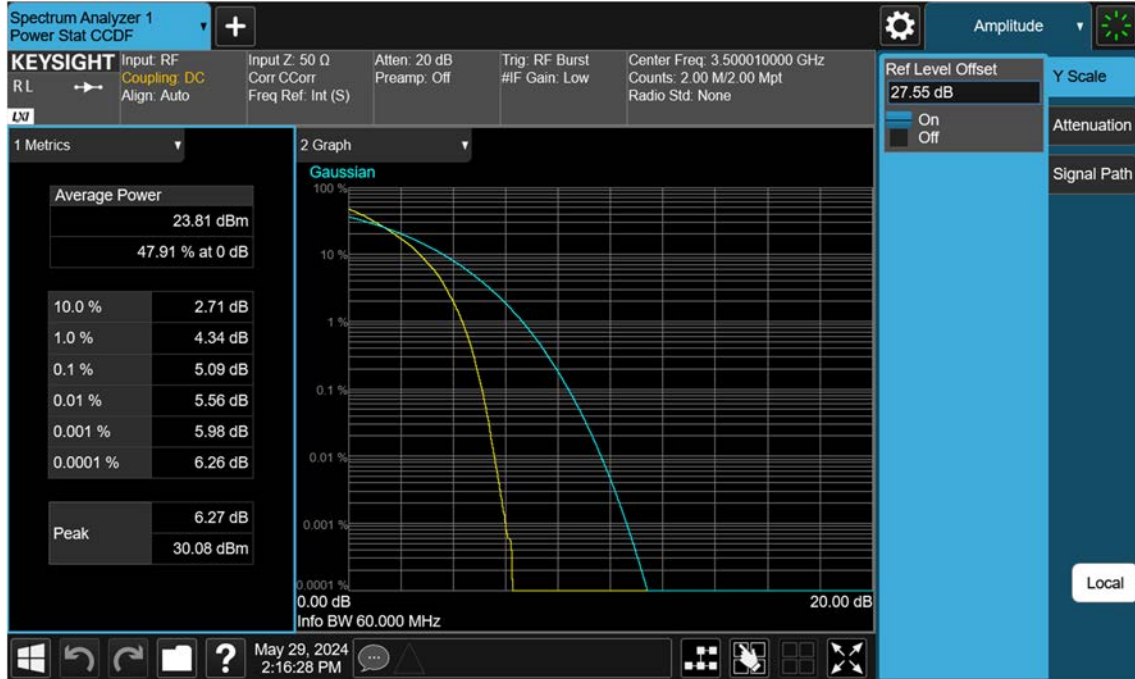 Spectrum Analyzer 1
Power Stat CCDF
Amplitude
KEYSIGHT
R L
LXI
Input: RF
Coupling: DC
Align: Auto
Input Z: 50 Ω
Corr CCorr
Freq Ref: Int (S)
Atten: 20 dB
Preamp: Off
Trig: RF Burst
#IF Gain: Low
Center Freq: 3.500010000 GHz
Counts: 2.00 M/2.00 Mpt
Radio Std: None
Ref Level Offset
27.55 dB
On
Off
Y Scale
Attenuation
Signal Path
Local
1 Metrics
Average Power
23.81 dBm
47.91 % at 0 dB
10.0 % 2.71 dB
1.0 % 4.34 dB
0.1 % 5.09 dB
0.01 % 5.56 dB
0.001 % 5.98 dB
0.0001 % 6.26 dB
Peak
6.27 dB
30.08 dBm
2 Graph
Gaussian
100 %
10 %
1 %
0.1 %
0.01 %
0.001 %
0.0001 %
0.00 dB 20.00 dB
Info BW 60.000 MHz
?
May 29, 2024
2:16:28 PM